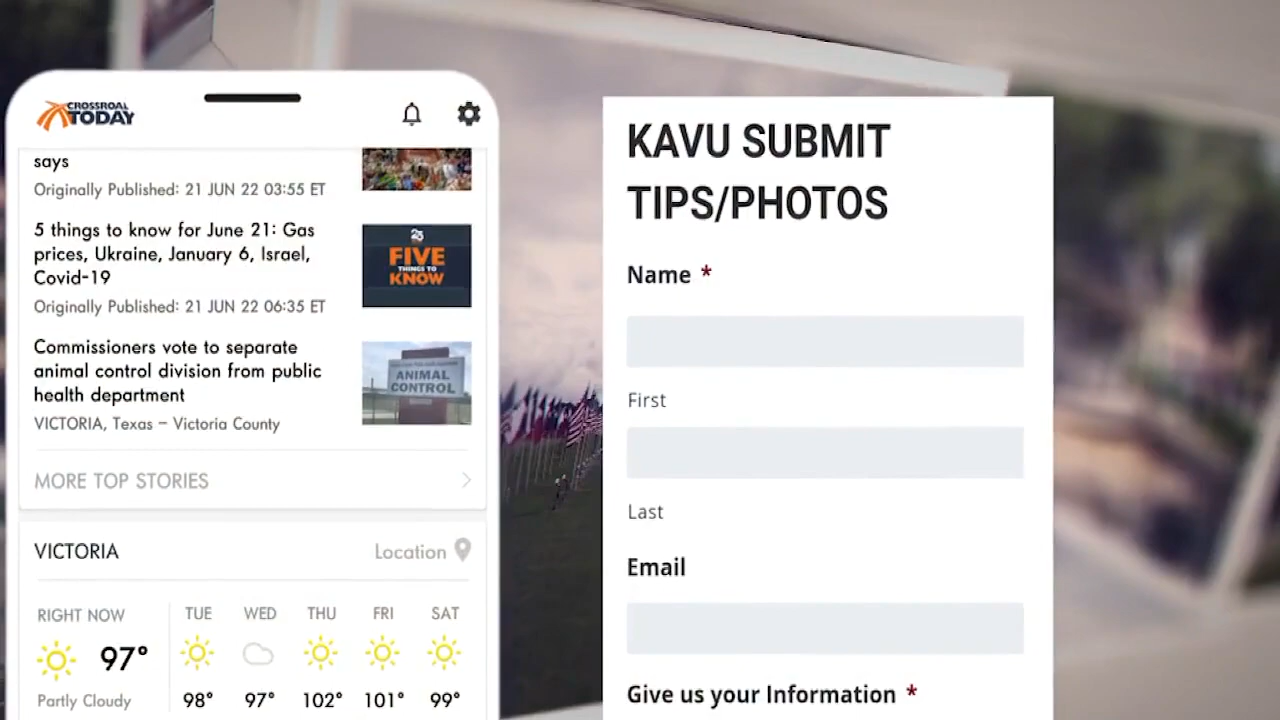 CROSSROAL
TODAY
says
Originally Published: 21 JUN 22 03:55 ET
5 things to know for June 21: Gas
prices, Ukraine, January 6, Israel,
Covid-19
Originally Published: 21 JUN 22 06:35 ET
25
FIVE
THINGS TO
KNOW
Commissioners vote to separate
animal control division from public
health department
VICTORIA, Texas – Victoria County
ANIMAL
CONTROL
MORE TOP STORIES
VICTORIA
Location
RIGHT NOW
97°
Partly Cloudy
TUE WED THU FRI SAT
98° 97° 102° 101° 99°
KAVU SUBMIT
TIPS/PHOTOS
Name *
First
Last
Email
Give us your Information *